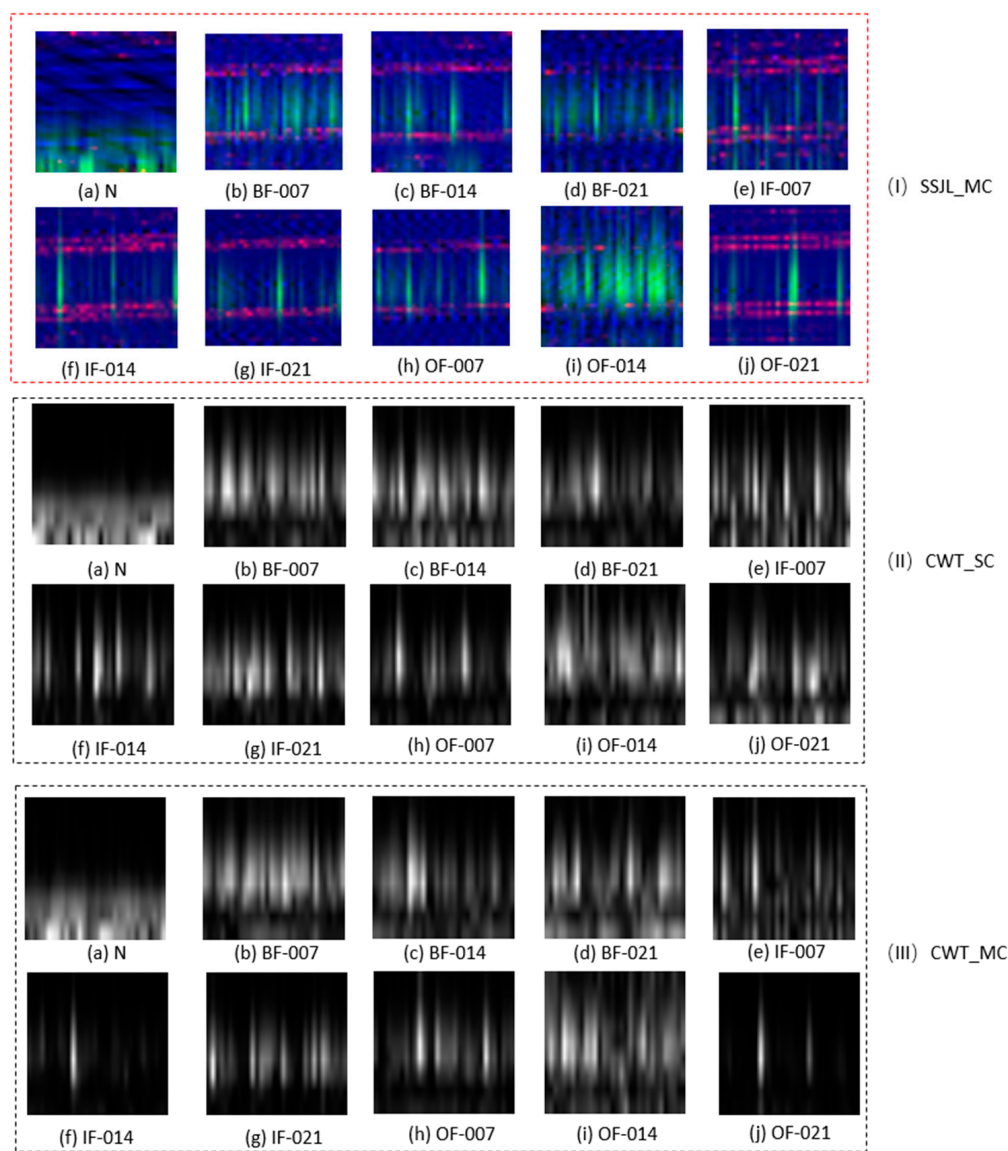 (a) N (b) BF-007 (c) BF-014 (d) BF-021 (e) IF-007
(I) SSJL_MC
(f) IF-014 (g) IF-021 (h) OF-007 (i) OF-014 (j) OF-021
(a) N (b) BF-007 (c) BF-014 (d) BF-021 (e) IF-007
(II) CWT_SC
(f) IF-014 (g) IF-021 (h) OF-007 (i) OF-014 (j) OF-021
(a) N (b) BF-007 (c) BF-014 (d) BF-021 (e) IF-007
(III) CWT_MC
(f) IF-014 (g) IF-021 (h) OF-007 (i) OF-014 (j) OF-021